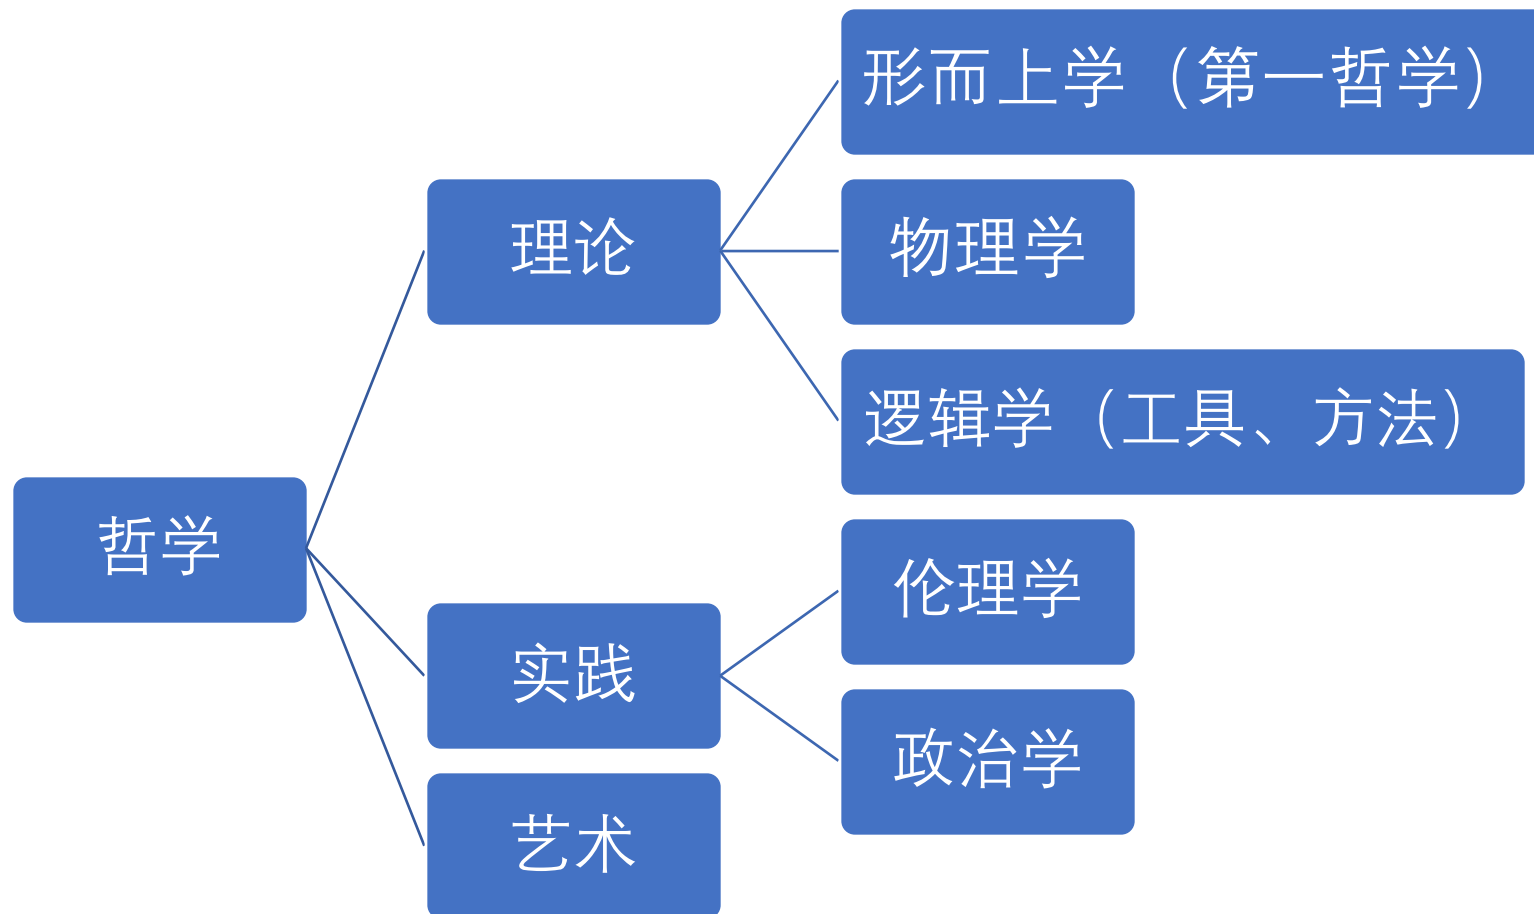 哲学
理论
形而上学（第一哲学）
物理学
逻辑学（工具、方法）
实践
伦理学
政治学
艺术